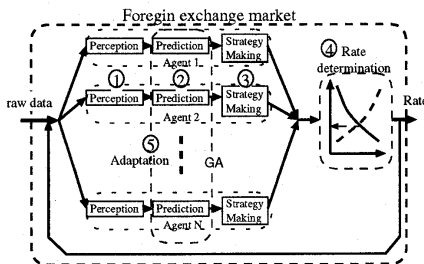 Foregin exchange market
Perception Prediction Strategy Making
Agent 1
④ Rate determination
① ② ③
raw data
Perception Prediction Strategy Making
Agent 2
Rate
⑤
Adaptation
GA
Perception Prediction Strategy Making
Agent N